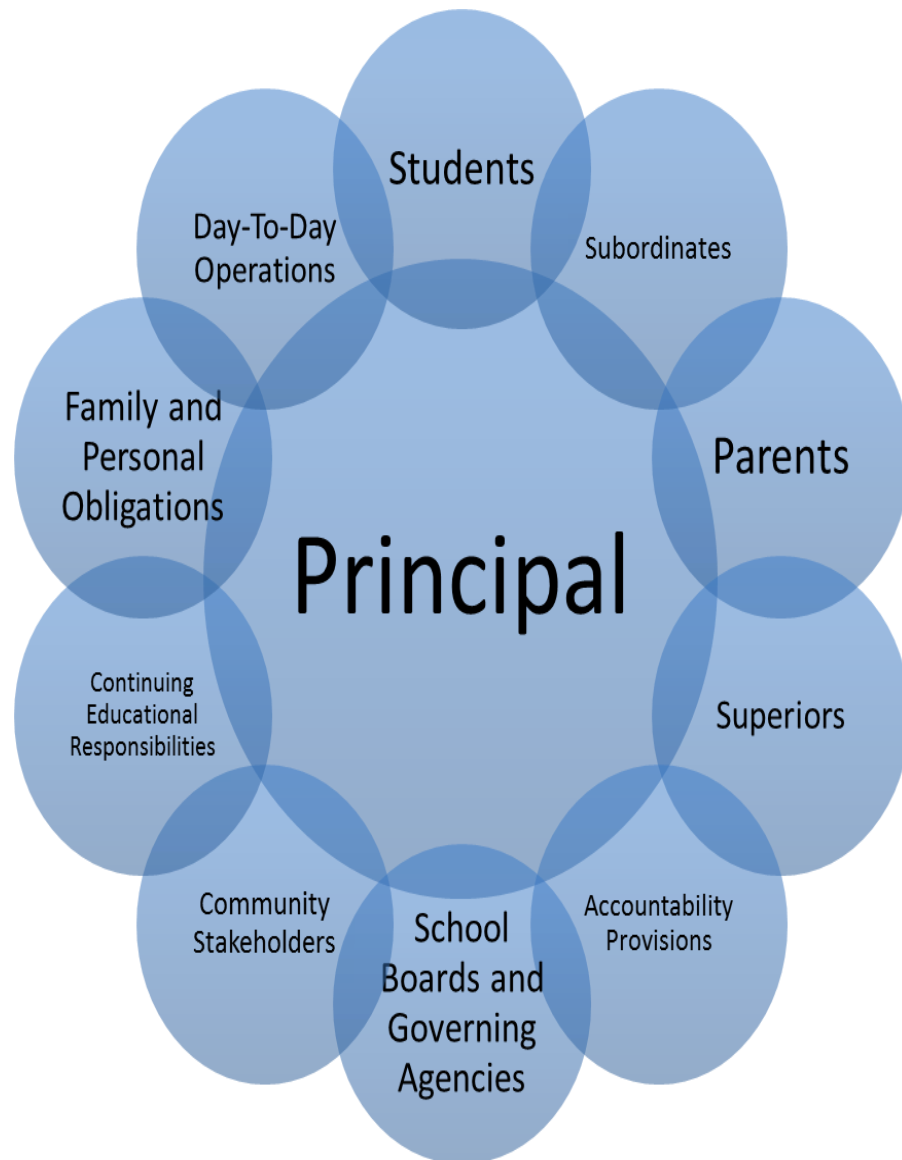 Students
Day-To-Day
Operations
Subordinates
Family and
Personal
Obligations
Parents
Principal
Continuing
Educational
Responsibilities
Superiors
Community
Stakeholders
School
Boards and
Governing
Agencies
Accountability
Provisions